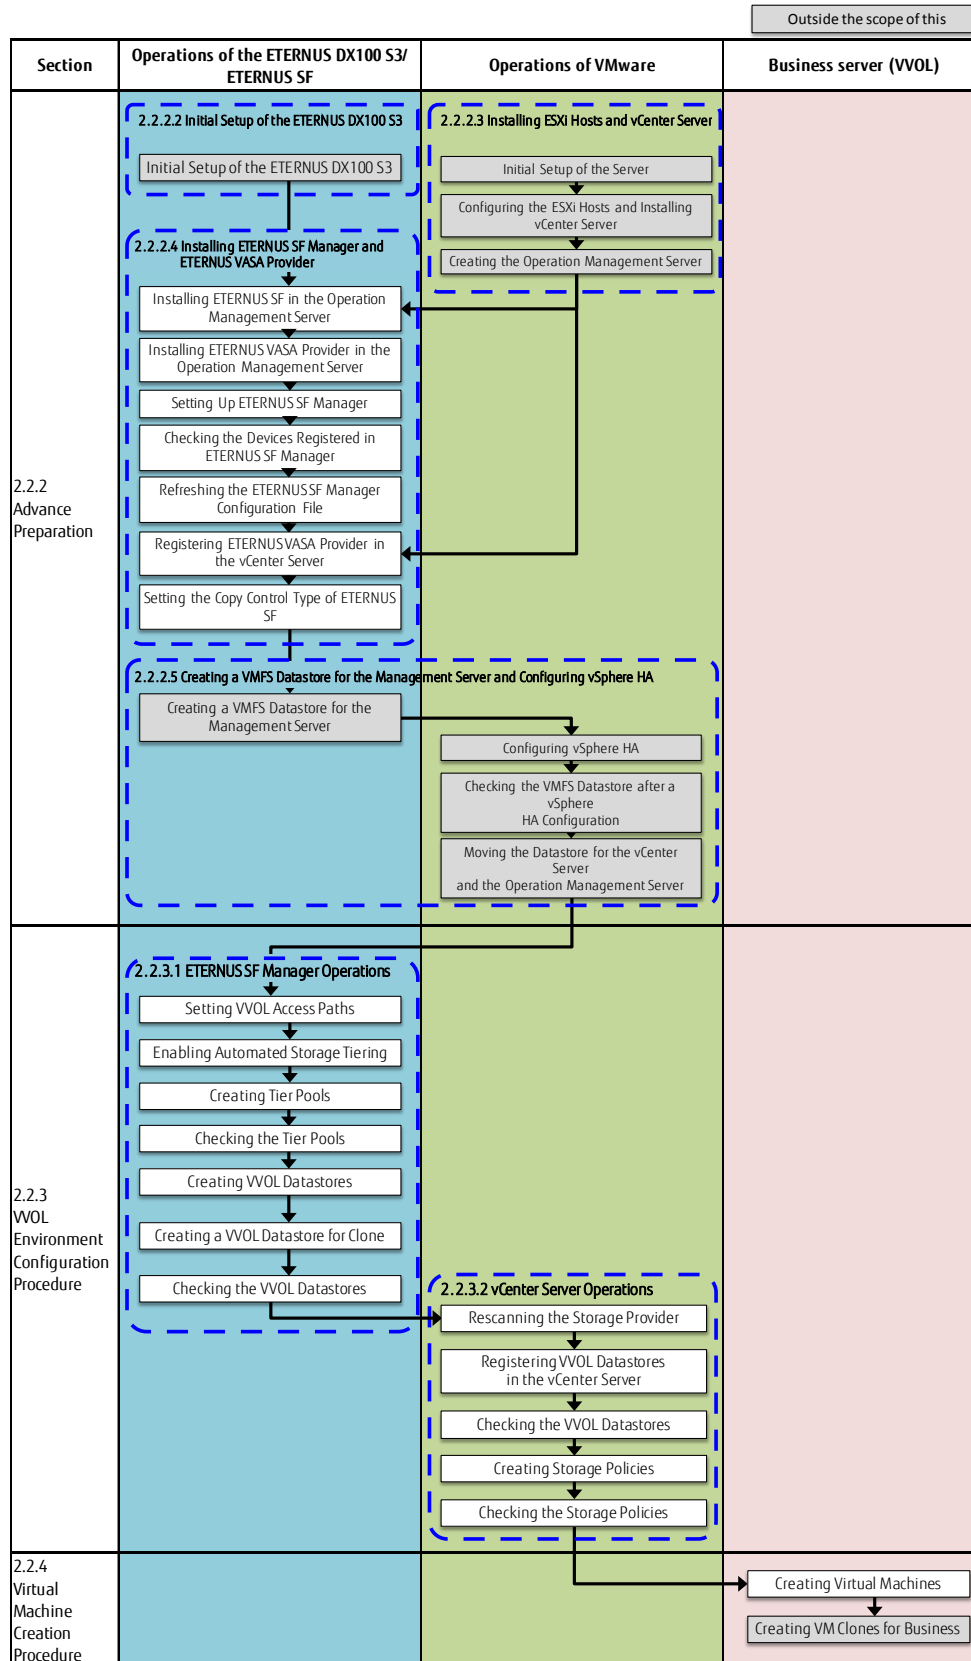 Outside the scope of this
Section
Operations of the ETERNUS DX100 S3/
ETERNUS SF
Operations of VMware
Business server (VVOL)
2.2.2
Advance
Preparation
2.2.2.2 Initial Setup of the ETERNUS DX100 S3
Initial Setup of the ETERNUS DX100 S3
2.2.2.3 Installing ESXi Hosts and vCenter Server
Initial Setup of the Server
Configuring the ESXi Hosts and Installing
vCenter Server
Creating the Operation Management Server
2.2.2.4 Installing ETERNUS SF Manager and
ETERNUS VASA Provider
Installing ETERNUS SF in the Operation
Management Server
Installing ETERNUS VASA Provider in the
Operation Management Server
Setting Up ETERNUS SF Manager
Checking the Devices Registered in
ETERNUS SF Manager
Refreshing the ETERNUS SF Manager
Configuration File
Registering ETERNUS VASA Provider in
the vCenter Server
Setting the Copy Control Type of ETERNUS
SF
2.2.2.5 Creating a VMFS Datastore for the Management Server and Configuring vSphere HA
Creating a VMFS Datastore for the
Management Server
Configuring vSphere HA
Checking the VMFS Datastore after a
vSphere
HA Configuration
Moving the Datastore for the vCenter
Server
and the Operation Management Server
2.2.3
VVOL
Environment
Configuration
Procedure
2.2.3.1 ETERNUS SF Manager Operations
Setting VVOL Access Paths
Enabling Automated Storage Tiering
Creating Tier Pools
Checking the Tier Pools
Creating VVOL Datastores
Creating a VVOL Datastore for Clone
Checking the VVOL Datastores
2.2.3.2 vCenter Server Operations
Rescanning the Storage Provider
Registering VVOL Datastores
in the vCenter Server
Checking the VVOL Datastores
Creating Storage Policies
Checking the Storage Policies
2.2.4
Virtual
Machine
Creation
Procedure
Creating Virtual Machines
Creating VM Clones for Business